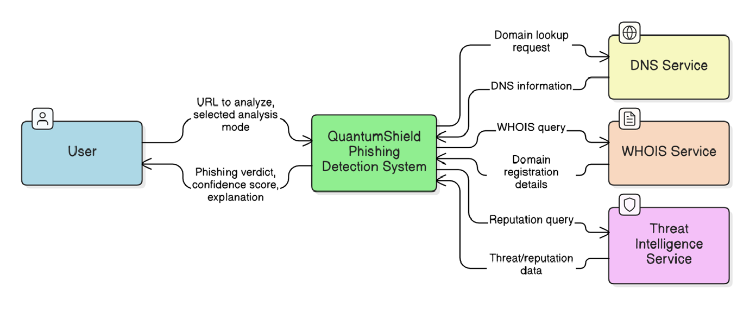 Domain lookup
request
DNS Service
DNS information
URL to analyze,
selected analysis
mode
User
QuantumShield
Phishing
Detection System
Phishing verdict,
confidence score,
explanation
WHOIS query
WHOIS Service
Domain
registration
details
Reputation query
Threat
Intelligence
Service
Threat/reputation
data